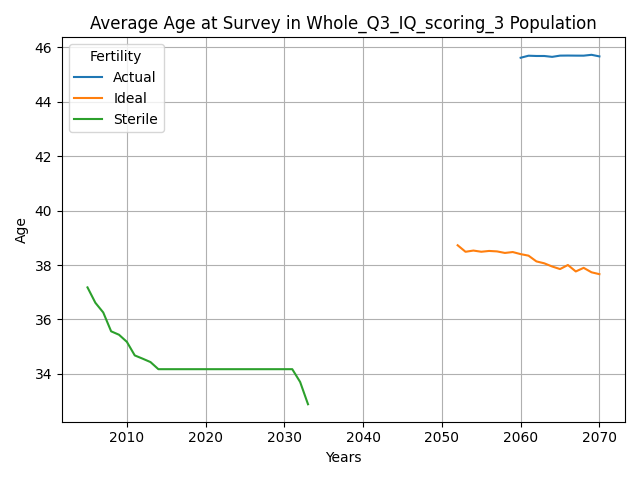 Average Age at Survey in Whole_Q3_IQ_scoring_3 Population
46
44
42
40
38
36
34
Age
Fertility
Actual
Ideal
Sterile
2010 2020 2030 2040 2050 2060 2070
Years